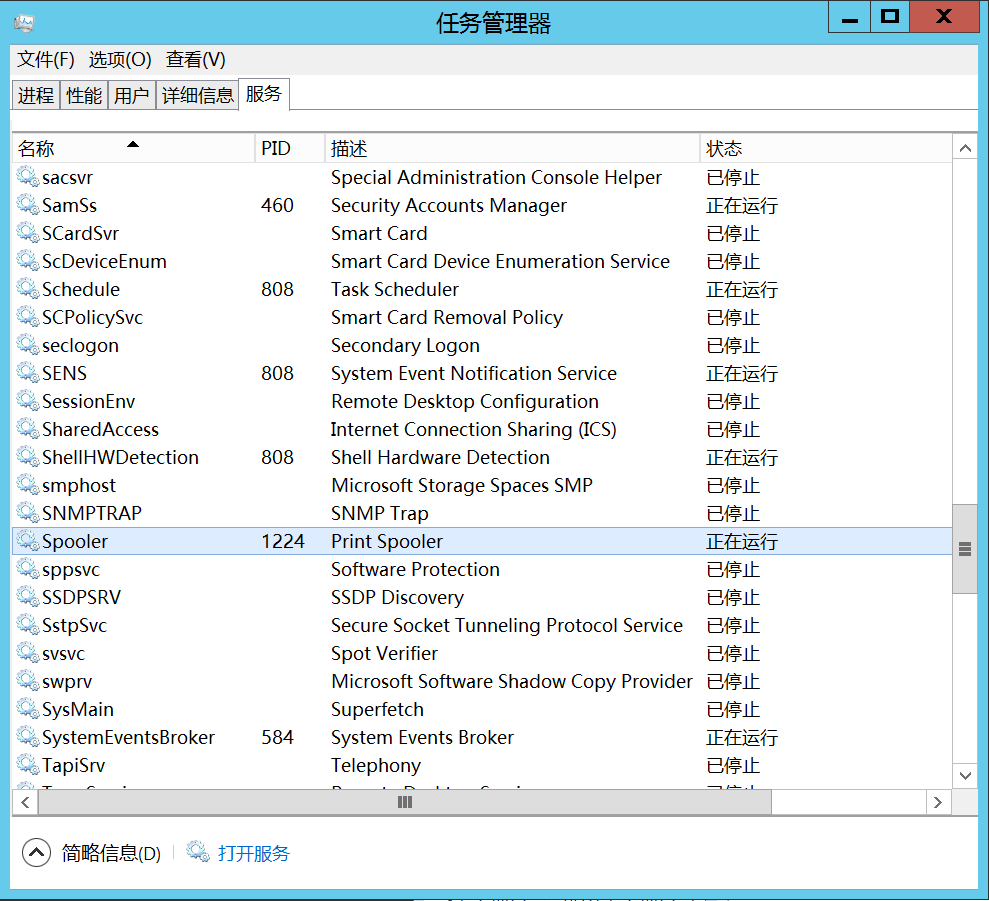 任务管理器
文件(F) 选项(O) 查看(V)
进程 性能 用户 详细信息 服务
名称 PID 描述 状态
sacsvr Special Administration Console Helper 已停止
SamSs 460 Security Accounts Manager 正在运行
SCardSvr Smart Card 已停止
ScDeviceEnum Smart Card Device Enumeration Service 已停止
Schedule 808 Task Scheduler 正在运行
SCPolicySvc Smart Card Removal Policy 已停止
seclogon Secondary Logon 已停止
SENS 808 System Event Notification Service 正在运行
SessionEnv Remote Desktop Configuration 已停止
SharedAccess Internet Connection Sharing (ICS) 已停止
ShellHWDetection 808 Shell Hardware Detection 正在运行
smphost Microsoft Storage Spaces SMP 已停止
SNMPTRAP SNMP Trap 已停止
Spooler 1224 Print Spooler 正在运行
sppsvc Software Protection 已停止
SSDPSRV SSDP Discovery 已停止
SstpSvc Secure Socket Tunneling Protocol Service 已停止
svsvc Spot Verifier 已停止
swprv Microsoft Software Shadow Copy Provider 已停止
SysMain Superfetch 已停止
SystemEventsBroker 584 System Events Broker 正在运行
TapiSrv Telephony 已停止
简略信息(D) 打开服务